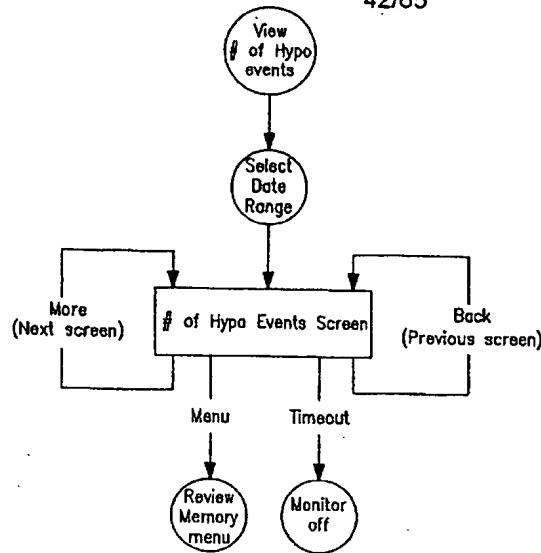 42/65
View
# of Hypo
events
Select
Date
Range
More
(Next screen)
# of Hypo Events Screen
Back
(Previous screen)
Menu
Timeout
Review
Memory
menu
Monitor
off